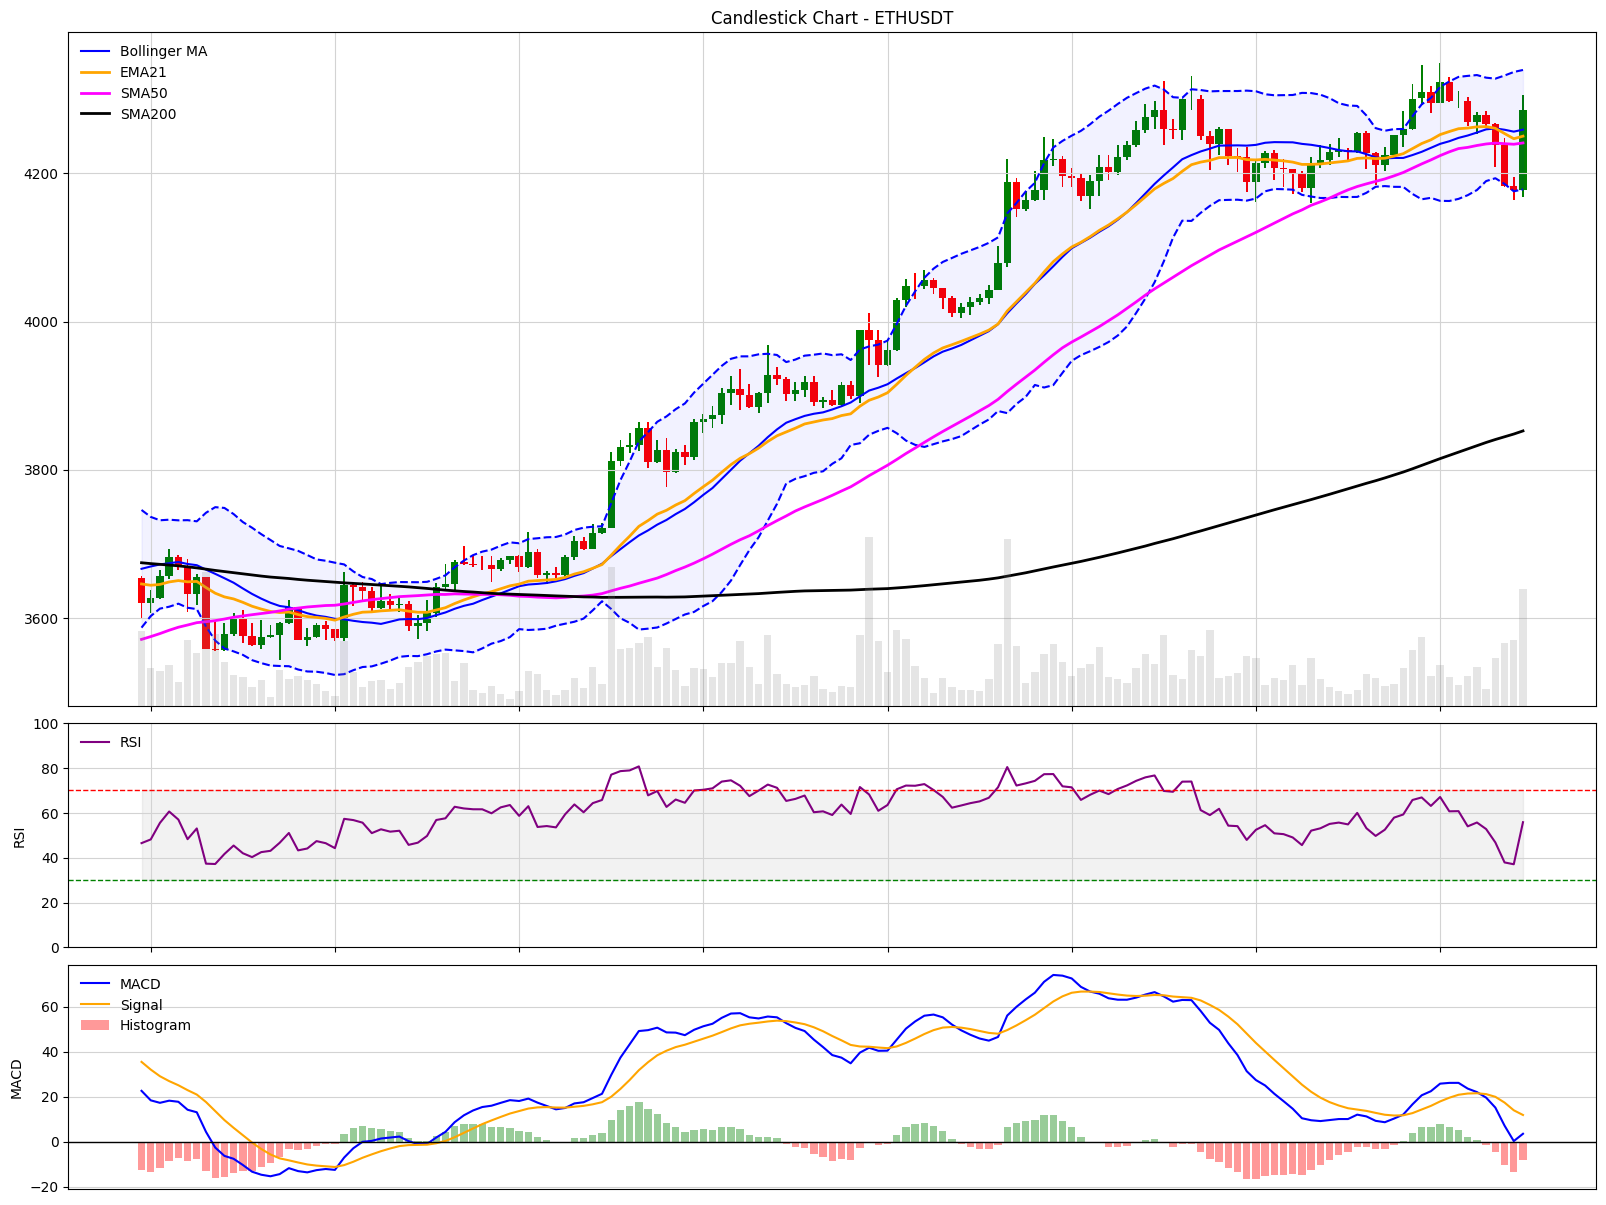 Candlestick Chart - ETHUSDT
Bollinger MA
EMA21
SMA50
SMA200
4200
4000
3800
3600
100
80
60
40
20
0
RSI
RSI
60
40
20
0
−20
MACD
MACD
Signal
Histogram